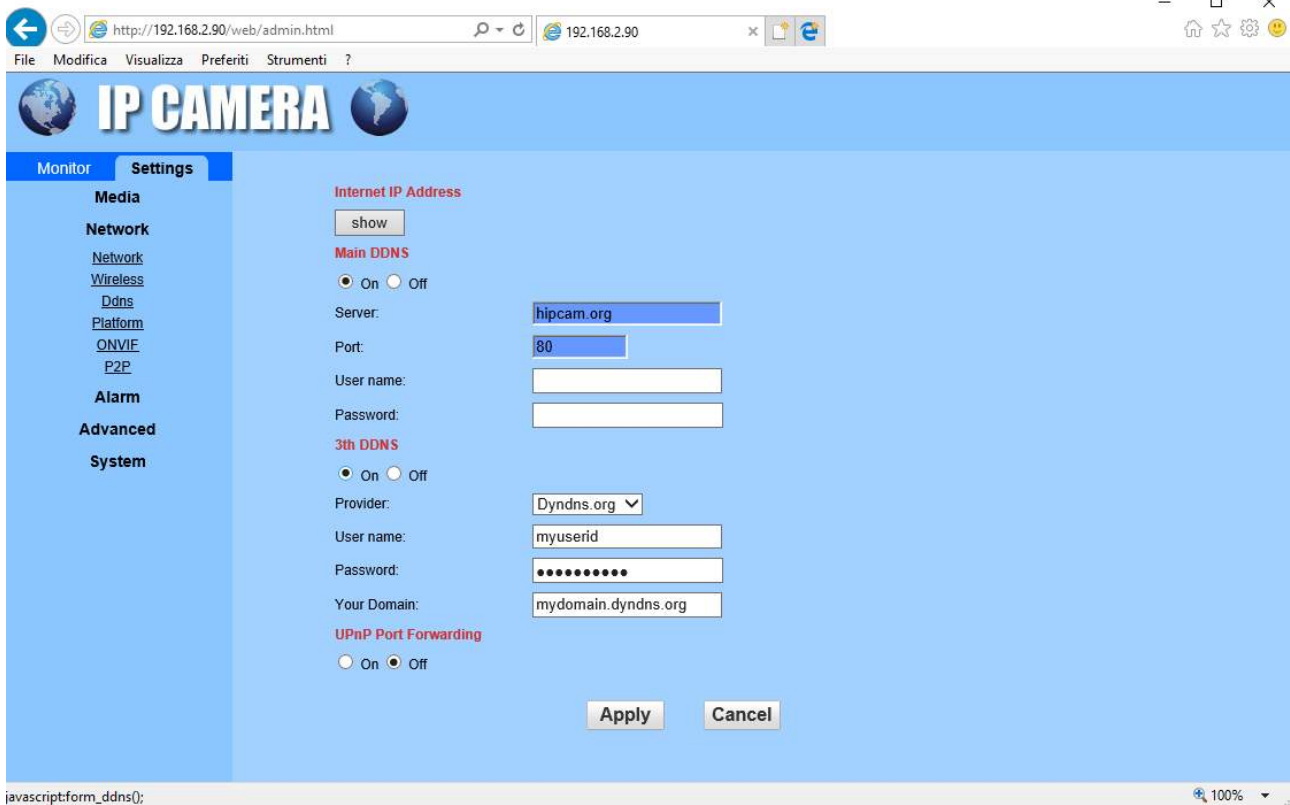 http://192.168.2.90/web/admin.html
192.168.2.90
File Modifica Visualizza Preferiti Strumenti ?
IP CAMERA
Monitor Settings
Media
Network
Network
Wireless
Ddns
Platform
ONVIF
P2P
Alarm
Advanced
System
Internet IP Address
show
Main DDNS
On Off
Server: hipcam.org
Port: 80
User name:
Password:
3th DDNS
On Off
Provider: Dyndns.org
User name: myuserid
Password: ●●●●●●●●●●
Your Domain: mydomain.dyndns.org
UPnP Port Forwarding
On Off
Apply Cancel
javascript:form_ddns();
100%